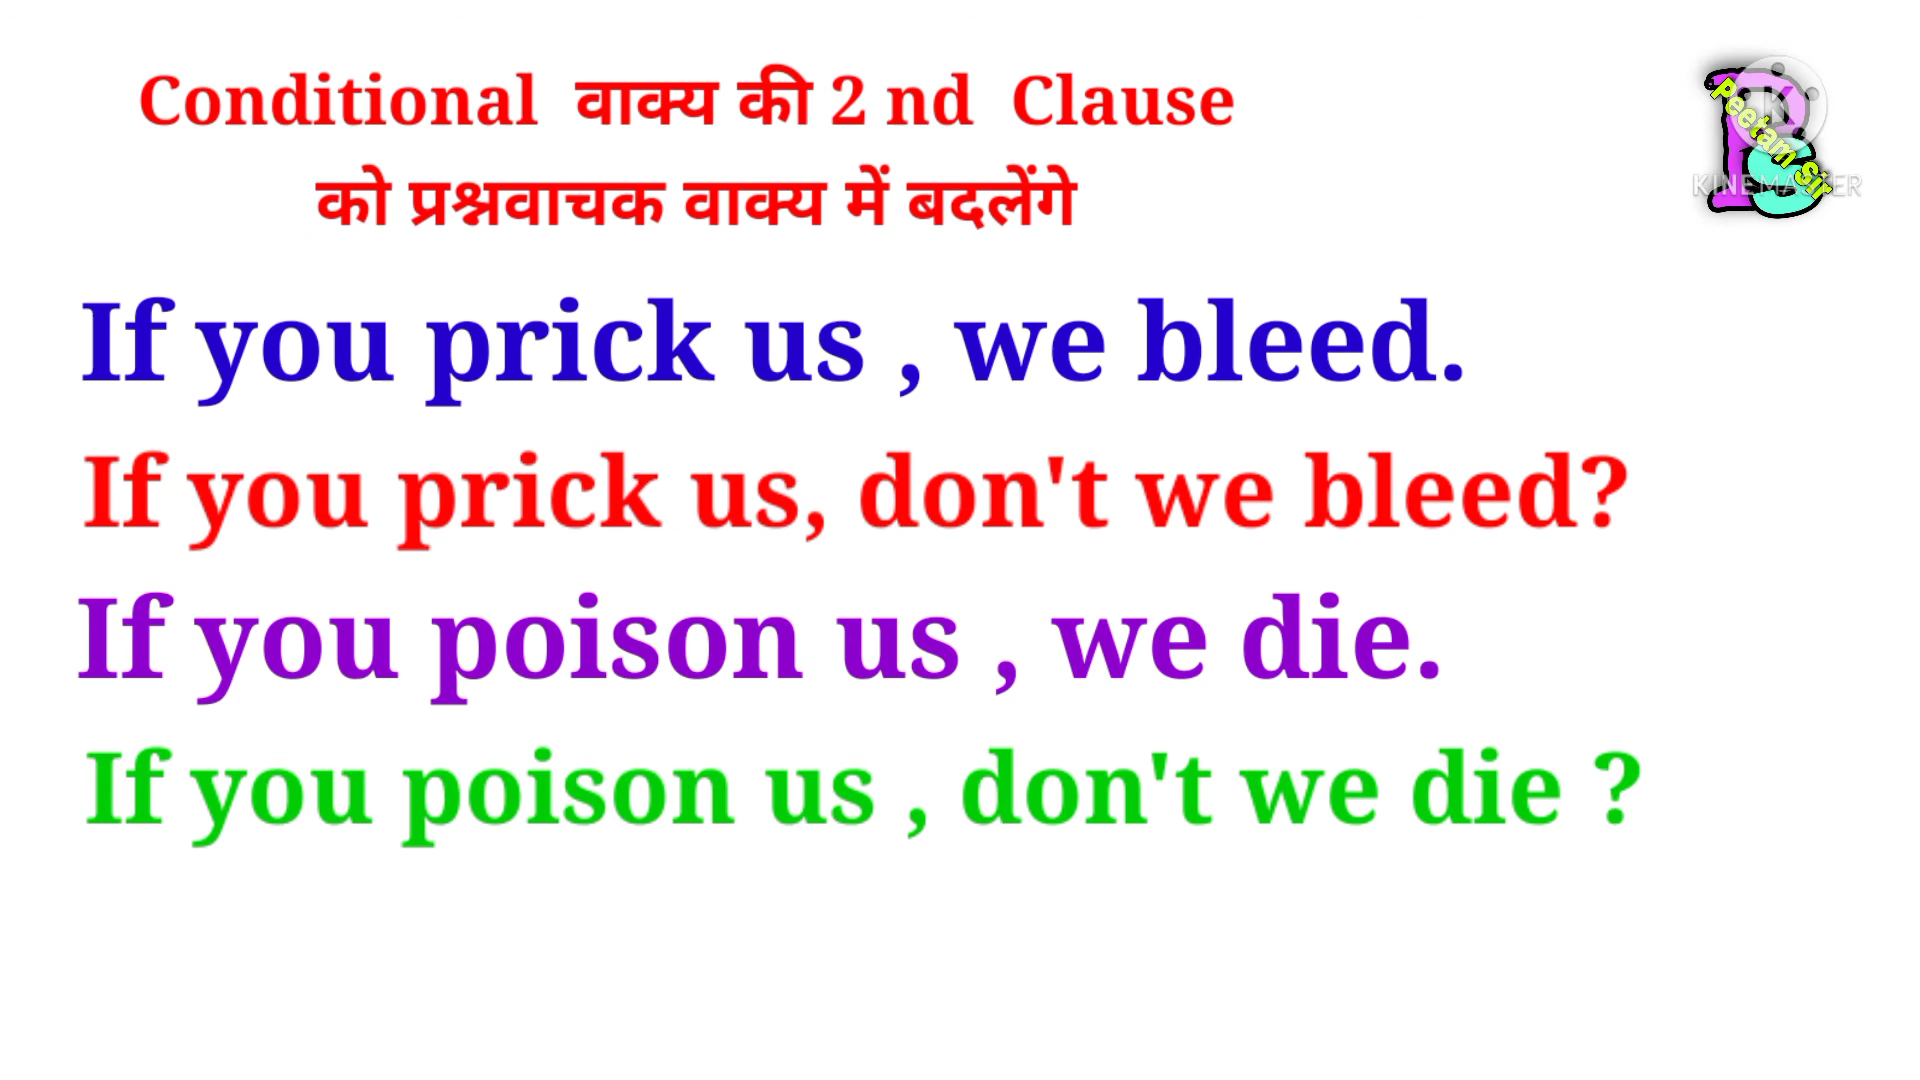 Conditional वाक्य की 2 nd Clause
को प्रश्नवाचक वाक्य में बदलेंगे
If you prick us , we bleed.
If you prick us, don't we bleed?
If you poison us , we die.
If you poison us , don't we die ?
Peetam sir
KINEMASTER